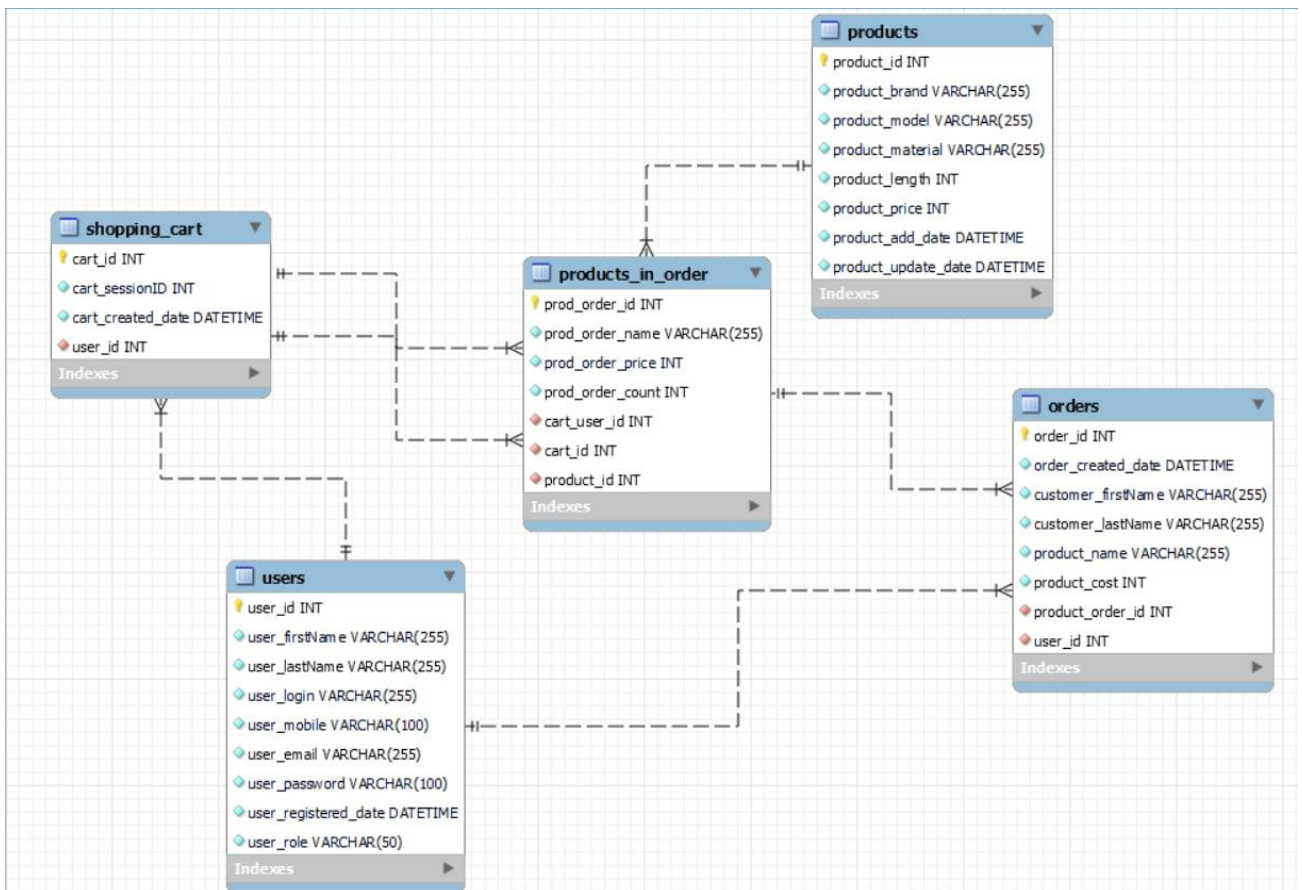 products
product_id INT
product_brand VARCHAR(255)
product_model VARCHAR(255)
product_material VARCHAR(255)
product_length INT
product_price INT
product_add_date DATETIME
product_update_date DATETIME
Indexes
shopping_cart
cart_id INT
cart_sessionID INT
cart_created_date DATETIME
user_id INT
Indexes
products_in_order
prod_order_id INT
prod_order_name VARCHAR(255)
prod_order_price INT
prod_order_count INT
cart_user_id INT
cart_id INT
product_id INT
Indexes
orders
order_id INT
order_created_date DATETIME
customer_firstName VARCHAR(255)
customer_lastName VARCHAR(255)
product_name VARCHAR(255)
product_cost INT
product_order_id INT
user_id INT
Indexes
users
user_id INT
user_firstName VARCHAR(255)
user_lastName VARCHAR(255)
user_login VARCHAR(255)
user_mobile VARCHAR(100)
user_email VARCHAR(255)
user_password VARCHAR(100)
user_registered_date DATETIME
user_role VARCHAR(50)
Indexes